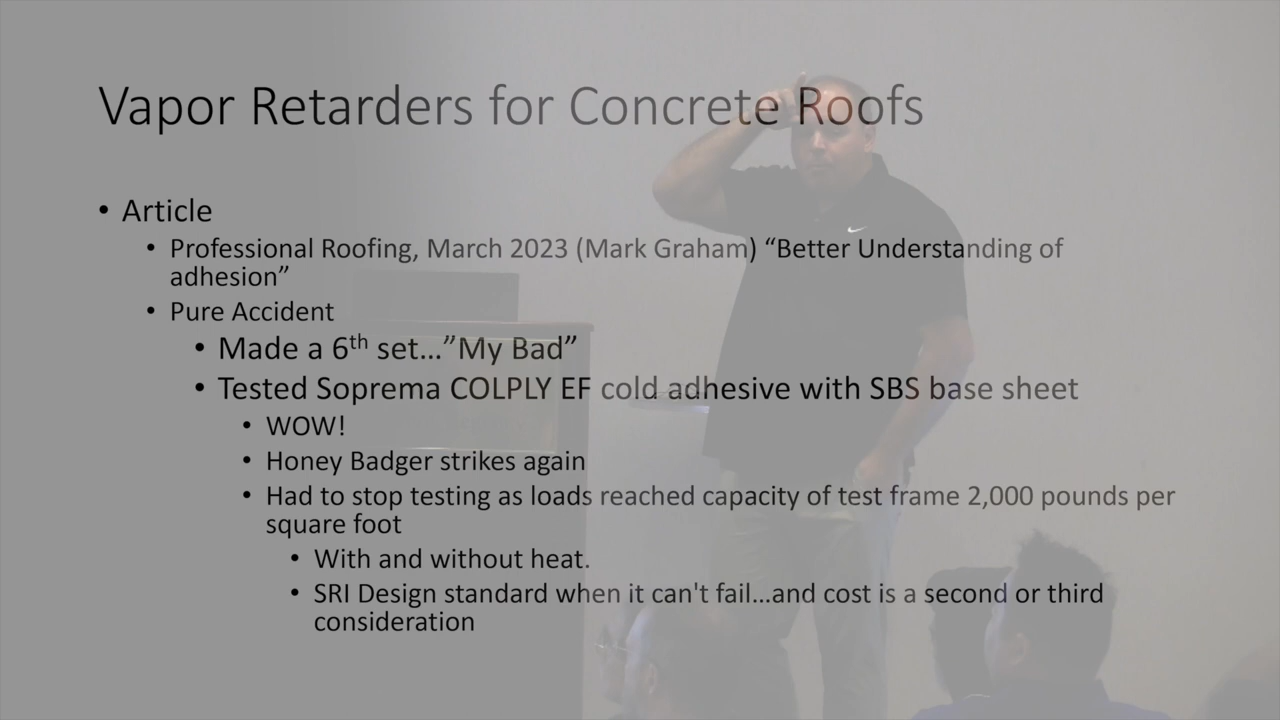 Vapor Retarders for Concrete Roofs
• Article
• Professional Roofing, March 2023 (Mark Graham) “Better Understanding of
adhesion”
• Pure Accident
• Made a 6th set…”My Bad”
• Tested Soprema COLPLY EF cold adhesive with SBS base sheet
• WOW!
• Honey Badger strikes again
• Had to stop testing as loads reached capacity of test frame 2,000 pounds per
square foot
• With and without heat.
• SRI Design standard when it can't fail…and cost is a second or third
consideration